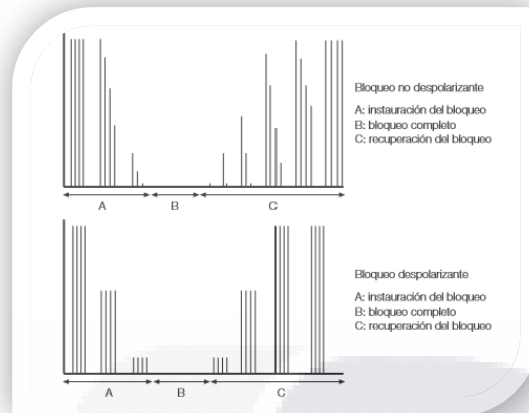 Bloqueo no despolarizante
A: instauración del bloqueo
B: bloqueo completo
C: recuperación del bloqueo
A B C
Bloqueo despolarizante
A: instauración del bloqueo
B: bloqueo completo
C: recuperación del bloqueo
A B C